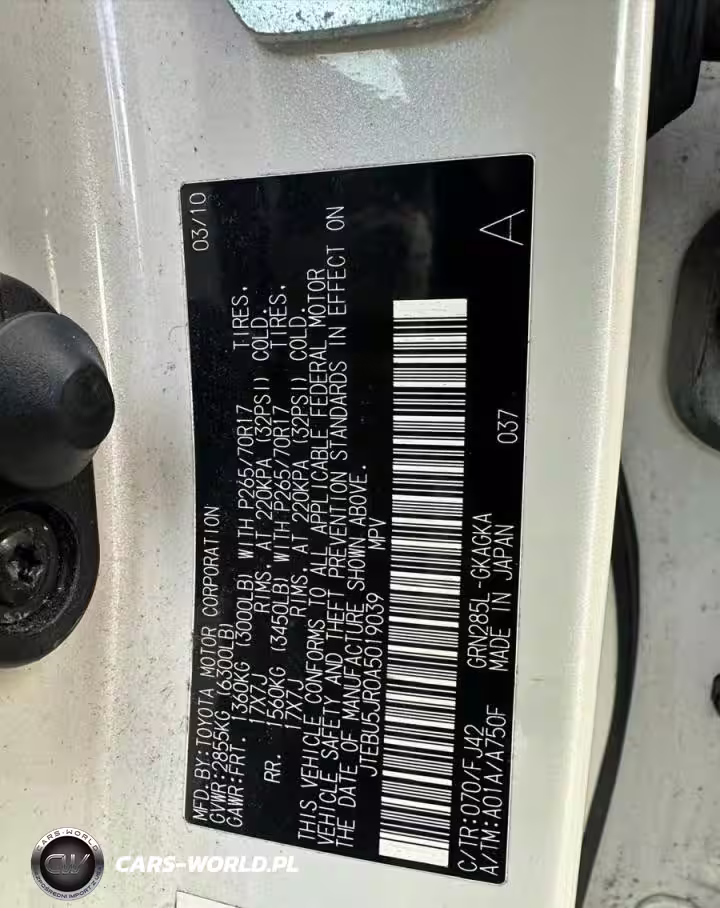 MFD.BY:TOYOTA MOTOR CORPORATION 03/10
GVWR:2855KG (6300LB)
GAWR:FRT. 1360KG (3000LB) WITH P265/70R17 TIRES,
17X7J RIMS, AT 220KPA (32PSI) COLD.
RR. 1560KG (3450LB) WITH P265/70R17 TIRES,
17X7J RIMS, AT 220KPA (32PSI) COLD.
THIS VEHICLE CONFORMS TO ALL APPLICABLE FEDERAL MOTOR
VEHICLE SAFETY AND THEFT PREVENTION STANDARDS IN EFFECT ON
THE DATE OF MANUFACTURE SHOWN ABOVE.
JTEBU5JR0A5019039 MPV
C/TR:070/FJ42 GRN285L-GKAGKA 037 A
A/TM:A01A/A750F MADE IN JAPAN
CARS-WORLD
CW
CARS-WORLD.PL